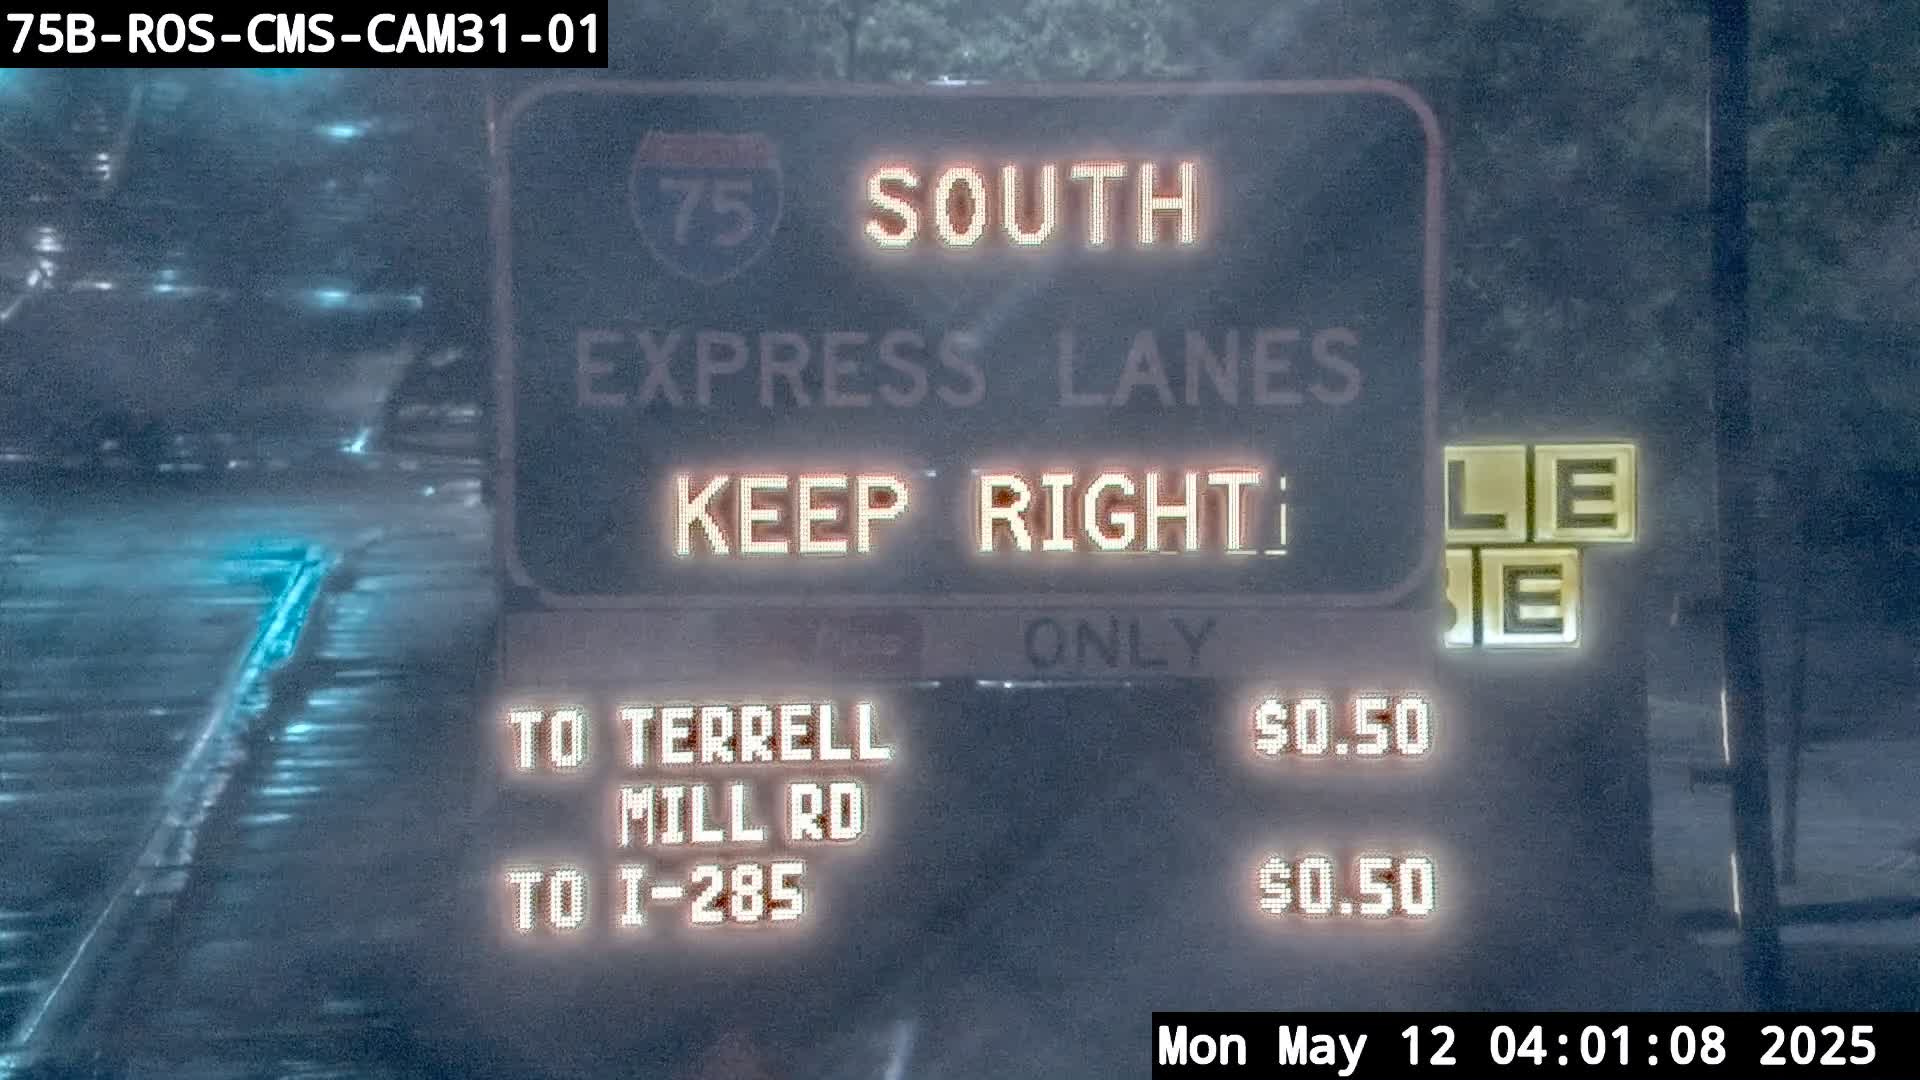 75B-ROS-CMS-CAM31-01
75 SOUTH
EXPRESS LANES
KEEP RIGHT
LE
E
ONLY
TO TERRELL $0.50
MILL RD
TO I-285 $0.50
Mon May 12 04:01:08 2025